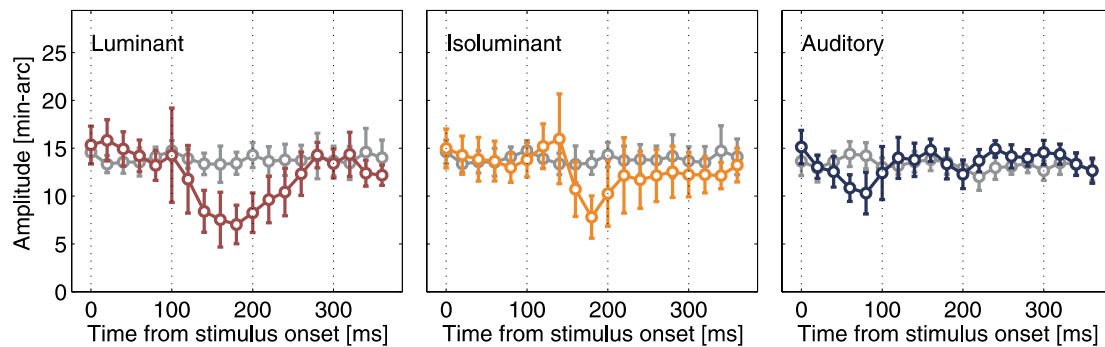 Amplitude [min-arc]
25
20
15
10
5
0
Luminant
0 100 200 300
Time from stimulus onset [ms]
Isoluminant
0 100 200 300
Time from stimulus onset [ms]
Auditory
0 100 200 300
Time from stimulus onset [ms]